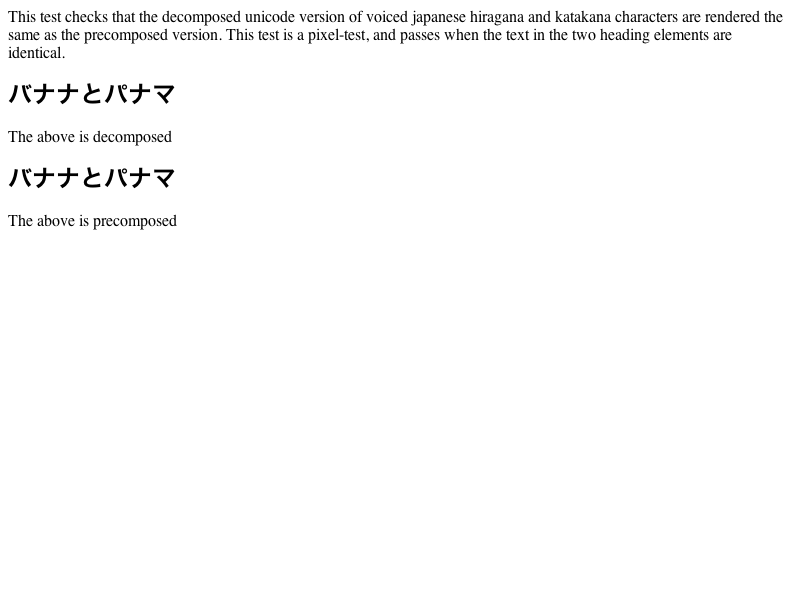 This test checks that the decomposed unicode version of voiced japanese hiragana and katakana characters are rendered the
same as the precomposed version. This test is a pixel-test, and passes when the text in the two heading elements are
identical.
バナナとパナマ
The above is decomposed
バナナとパナマ
The above is precomposed